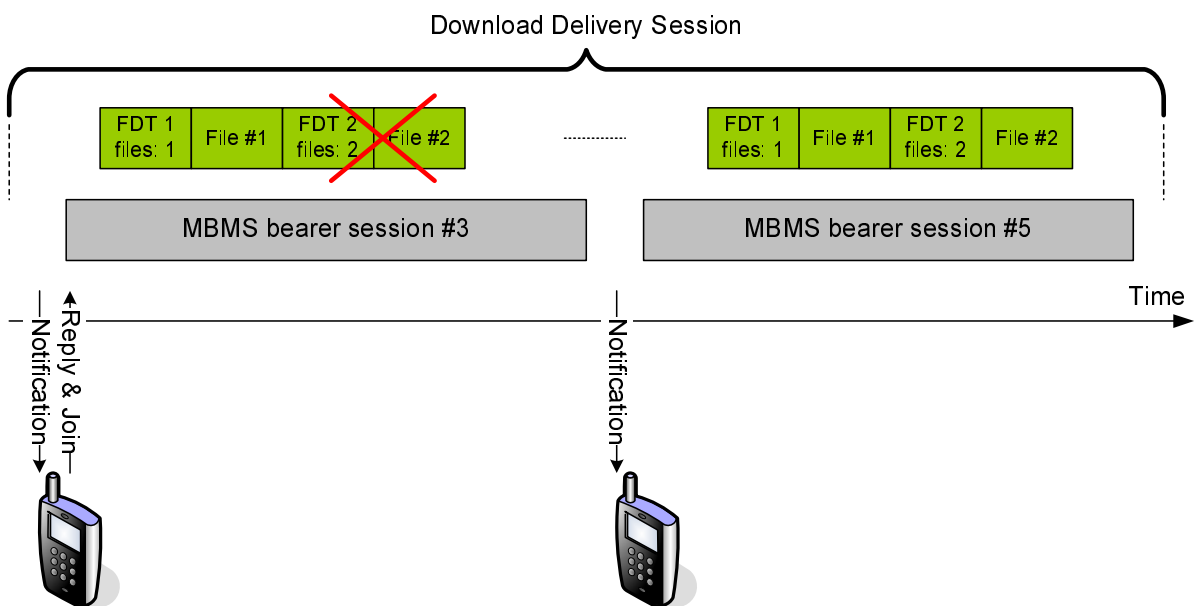 Download Delivery Session
FDT 1
files: 1
File #1
FDT 2
files: 2
File #2
FDT 1
files: 1
File #1
FDT 2
files: 2
File #2
MBMS bearer session #3
MBMS bearer session #5
Time
Notification
Reply & Join
Notification